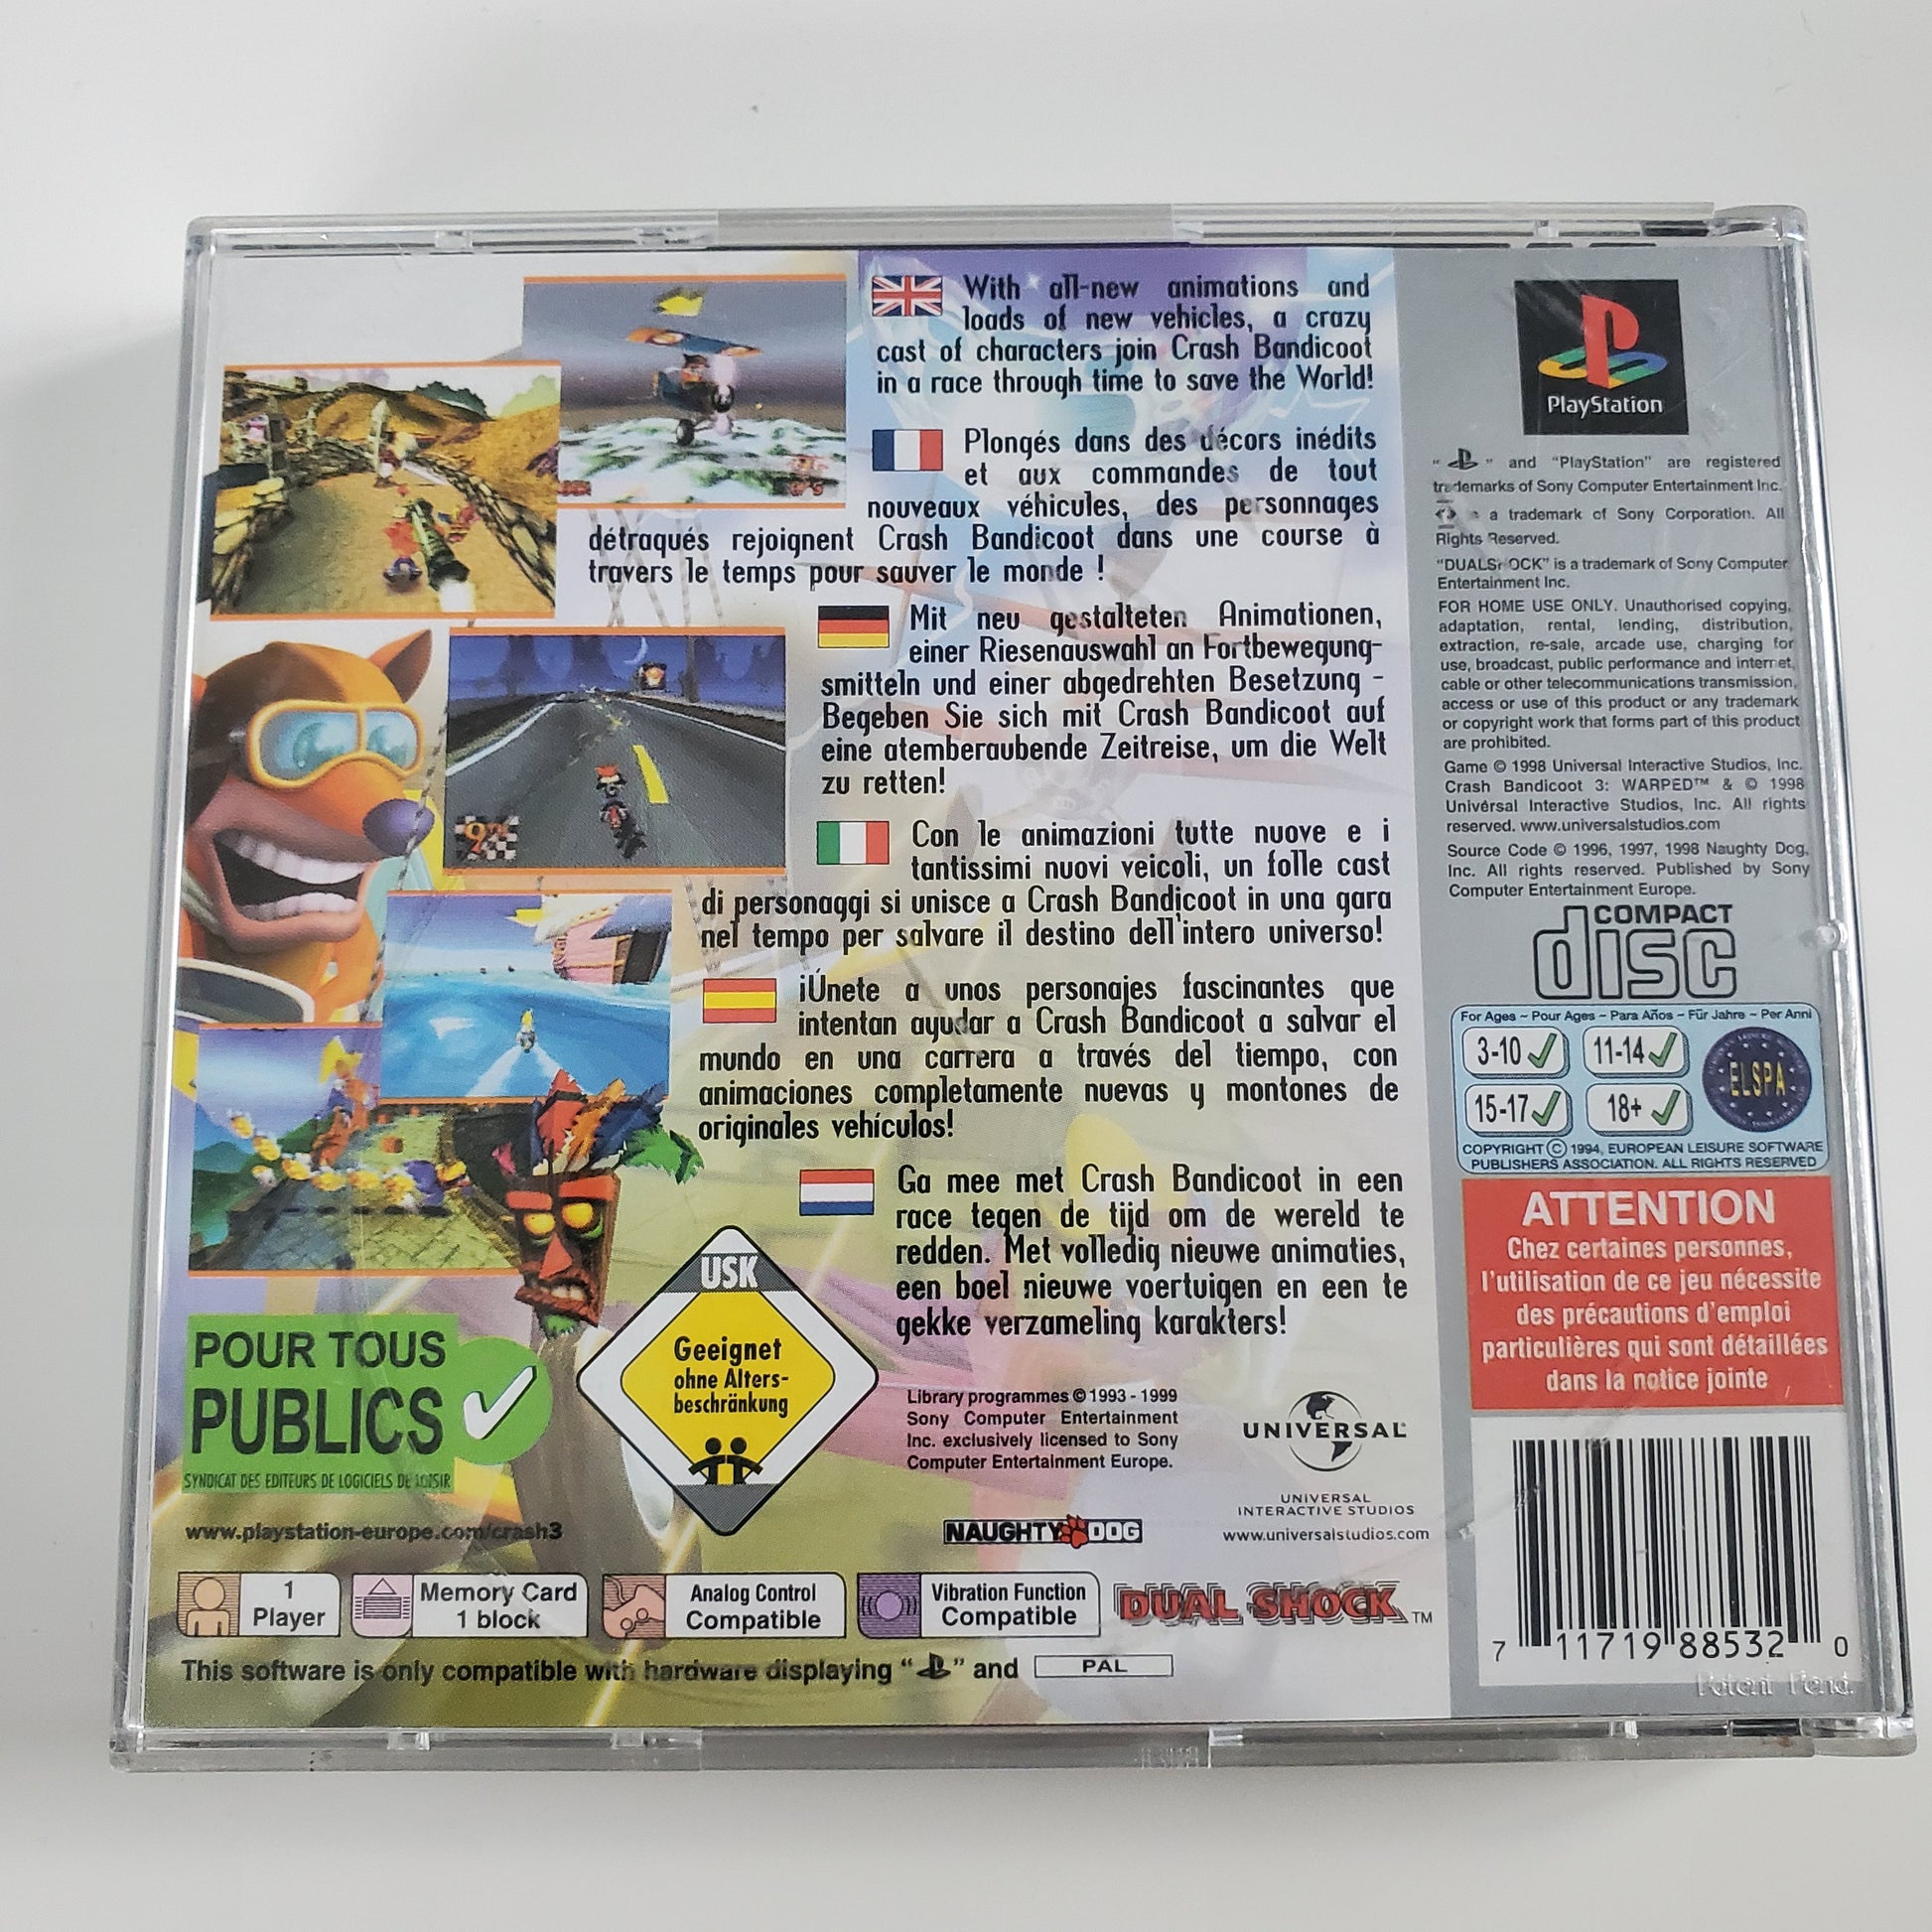 With all-new animations and
loads of new vehicles, a crazy
cast of characters join Crash Bandicoot
in a race through time to save the World!
Plongés dans des décors inédits
et aux commandes de tout
nouveaux véhicules, des personnages
détraqués rejoignent Crash Bandicoot dans une course à
travers le temps pour sauver le monde !
Mit neu gestalteten Animationen,
einer Riesenauswahl an Fortbewegung-
smitteln und einer abgedrehten Besetzung -
Begeben Sie sich mit Crash Bandicoot auf
eine atemberaubende Zeitreise, um die Welt
zu retten!
Con le animazioni tutte nuove e i
tantissimi nuovi veicoli, un folle cast
di personaggi si unisce a Crash Bandicoot in una gara
nel tempo per salvare il destino dell'intero universo!
¡Únete a unos personajes fascinantes que
intentan ayudar a Crash Bandicoot a salvar el
mundo en una carrera a través del tiempo, con
animaciones completamente nuevas y montones de
originales vehículos!
Ga mee met Crash Bandicoot in een
race tegen de tijd om de wereld te
redden. Met volledig nieuwe animaties,
een boel nieuwe voertuigen en een te
gekke verzameling karakters!
USK
Geeignet
ohne Alters-
beschränkung
POUR TOUS
PUBLICS
SYNDICAT DES EDITEURS DE LOGICIELS DE LOISIR
www.playstation-europe.com/crash3
Library programmes © 1993 - 1999
Sony Computer Entertainment
Inc. exclusively licensed to Sony
Computer Entertainment Europe.
UNIVERSAL
UNIVERSAL
INTERACTIVE STUDIOS
www.universalstudios.com
NAUGHTY DOG
1
Player
Memory Card
1 block
Analog Control
Compatible
Vibration Function
Compatible
DUAL SHOCK™
This software is only compatible with hardware displaying “ ” and PAL
PlayStation
“ ” and “PlayStation” are registered
trademarks of Sony Computer Entertainment Inc.
a trademark of Sony Corporation. All
Rights Reserved.
“DUALSHOCK” is a trademark of Sony Computer
Entertainment Inc.
FOR HOME USE ONLY. Unauthorised copying,
adaptation, rental, lending, distribution,
extraction, re-sale, arcade use, charging for
use, broadcast, public performance and internet,
cable or other telecommunications transmission,
access or use of this product or any trademark
or copyright work that forms part of this product
are prohibited.
Game © 1998 Universal Interactive Studios, Inc.
Crash Bandicoot 3: WARPED™ & © 1998
Universal Interactive Studios, Inc. All rights
reserved. www.universalstudios.com
Source Code © 1996, 1997, 1998 Naughty Dog,
Inc. All rights reserved. Published by Sony
Computer Entertainment Europe.
COMPACT
disc
For Ages ~ Pour Ages ~ Para Años ~ Für Jahre ~ Per Anni
3-10 11-14
15-17 18+
ELSPA
COPYRIGHT © 1994, EUROPEAN LEISURE SOFTWARE
PUBLISHERS ASSOCIATION. ALL RIGHTS RESERVED
ATTENTION
Chez certaines personnes,
l'utilisation de ce jeu nécessite
des précautions d'emploi
particulières qui sont détaillées
dans la notice jointe
7 11719 88532 0
Patent Pend.